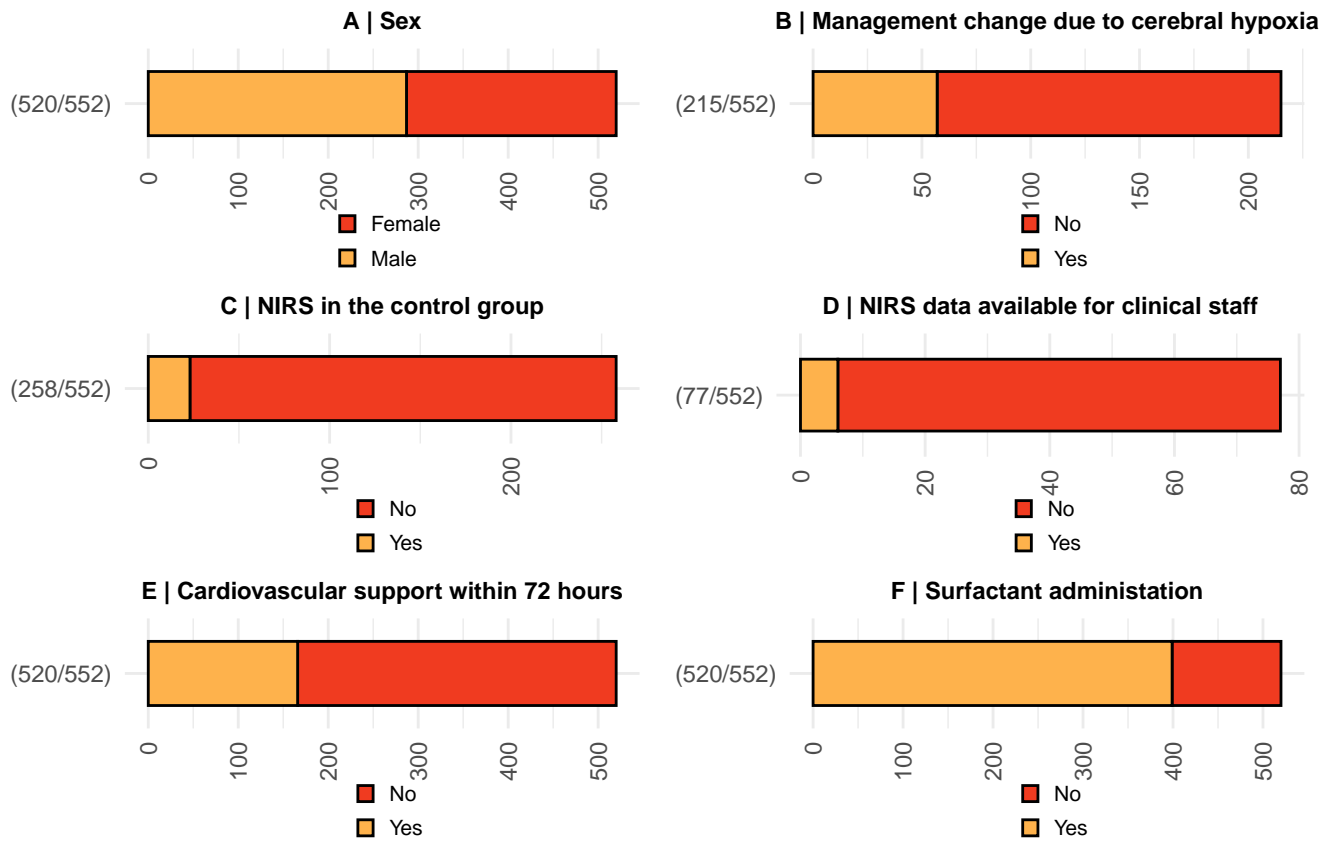 A | Sex
(520/552)
0 100 200 300 400 500
Female
Male
B | Management change due to cerebral hypoxia
(215/552)
0 50 100 150 200
No
Yes
C | NIRS in the control group
(258/552)
0 100 200
No
Yes
D | NIRS data available for clinical staff
(77/552)
0 20 40 60 80
No
Yes
E | Cardiovascular support within 72 hours
(520/552)
0 100 200 300 400 500
No
Yes
F | Surfactant administation
(520/552)
0 100 200 300 400 500
No
Yes